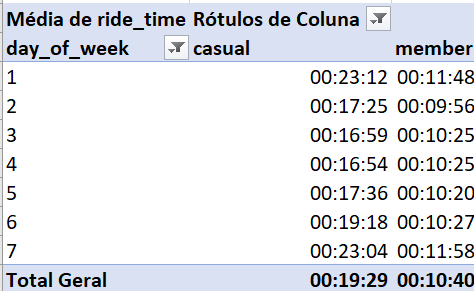 Média de ride_time Rótulos de Coluna
day_of_week casual member
1 00:23:12 00:11:48
2 00:17:25 00:09:56
3 00:16:59 00:10:25
4 00:16:54 00:10:25
5 00:17:36 00:10:20
6 00:19:18 00:10:27
7 00:23:04 00:11:58
Total Geral 00:19:29 00:10:40